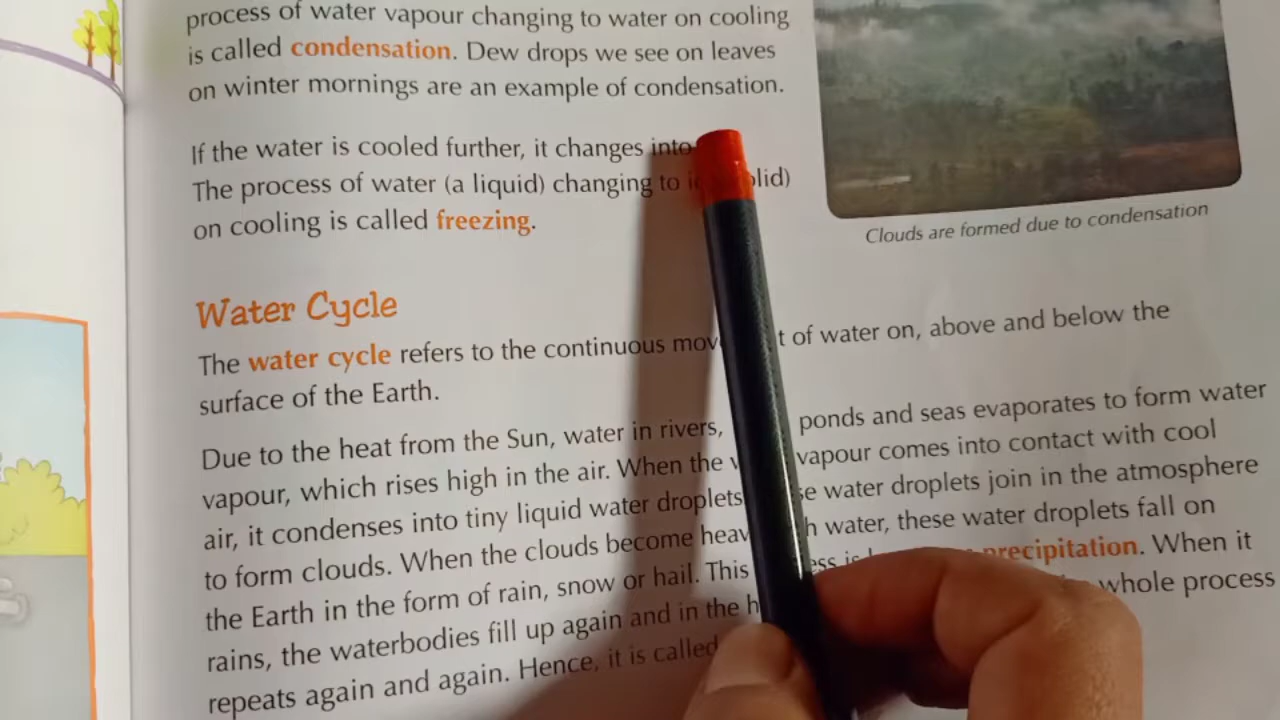 process of water vapour changing to water on cooling
is called condensation. Dew drops we see on leaves
on winter mornings are an example of condensation.
If the water is cooled further, it changes into
The process of water (a liquid) changing to
on cooling is called freezing.
Clouds are formed due to condensation
Water Cycle
The water cycle refers to the continuous of water on, above and below the
surface of the Earth.
Due to the heat from the Sun, water in rivers, ponds and seas evaporates to form water
vapour, which rises high in the air. When the vapour comes into contact with cool
air, it condenses into tiny liquid water droplets water droplets join in the atmosphere
to form clouds. When the clouds become water, these water droplets fall on
the Earth in the form of rain, snow or hail. This precipitation. When it
rains, the waterbodies fill up again and in the whole process
repeats again and again. Hence, it is called